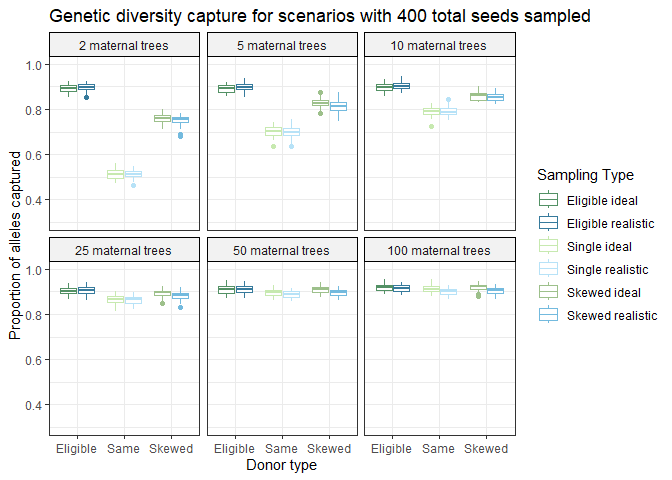 Genetic diversity capture for scenarios with 400 total seeds sampled
2 maternal trees
5 maternal trees
10 maternal trees
1.0
0.8
0.6
0.4
25 maternal trees
50 maternal trees
100 maternal trees
1.0
0.8
0.6
0.4
Proportion of alleles captured
Eligible
Same
Skewed
Eligible
Same
Skewed
Eligible
Same
Skewed
Donor type
Sampling Type
Eligible ideal
Eligible realistic
Single ideal
Single realistic
Skewed ideal
Skewed realistic